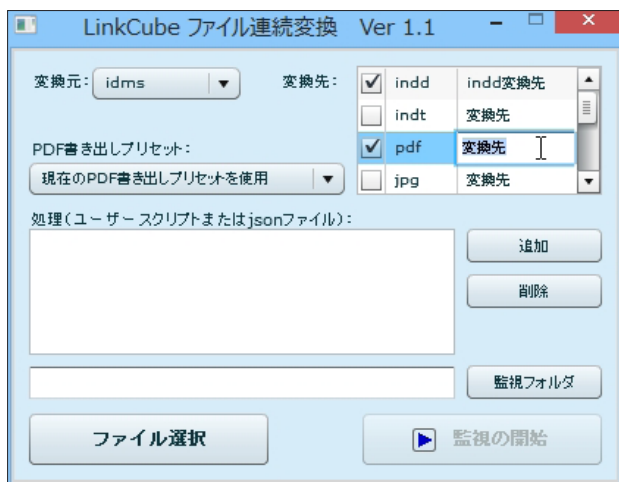 LinkCube ファイル連続変換 Ver 1.1
変換元: idms 変換先: indd indd変換先
indt 変換先
PDF書き出しプリセット: pdf 変換先
現在のPDF書き出しプリセットを使用 jpg 変換先
処理(ユーザースクリプトまたはjsonファイル):
追加
削除
監視フォルダ
ファイル選択 監視の開始